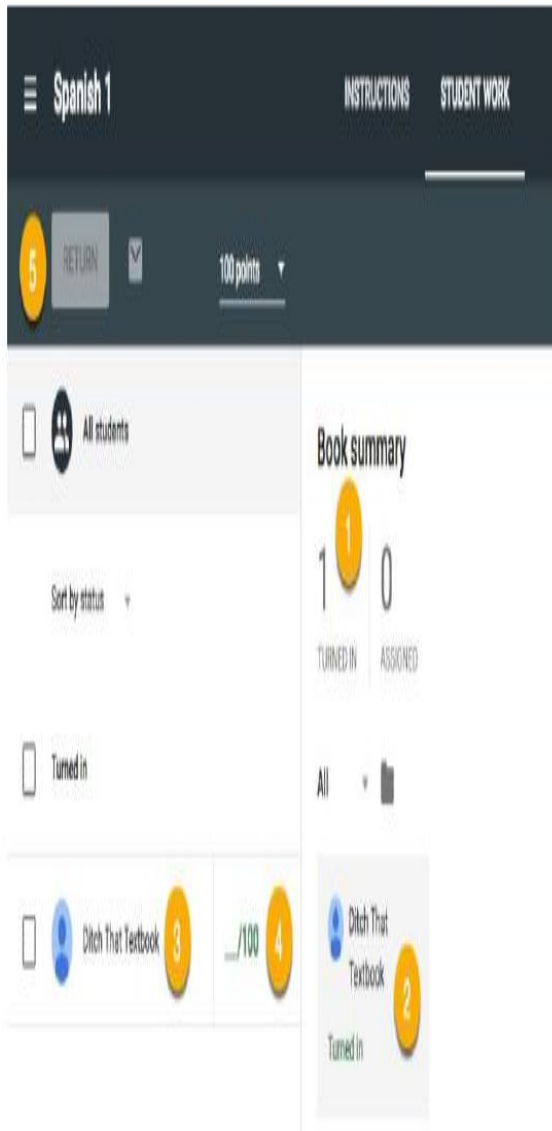 Spanish 1
INSTRUCTIONS
STUDENT WORK
5
RETURN
100 points
All students
Sort by status
Turned in
Ditch That Textbook
3
__/100
4
Book summary
1
1
0
TURNED IN
ASSIGNED
All
Ditch That
Textbook
2
Turned in